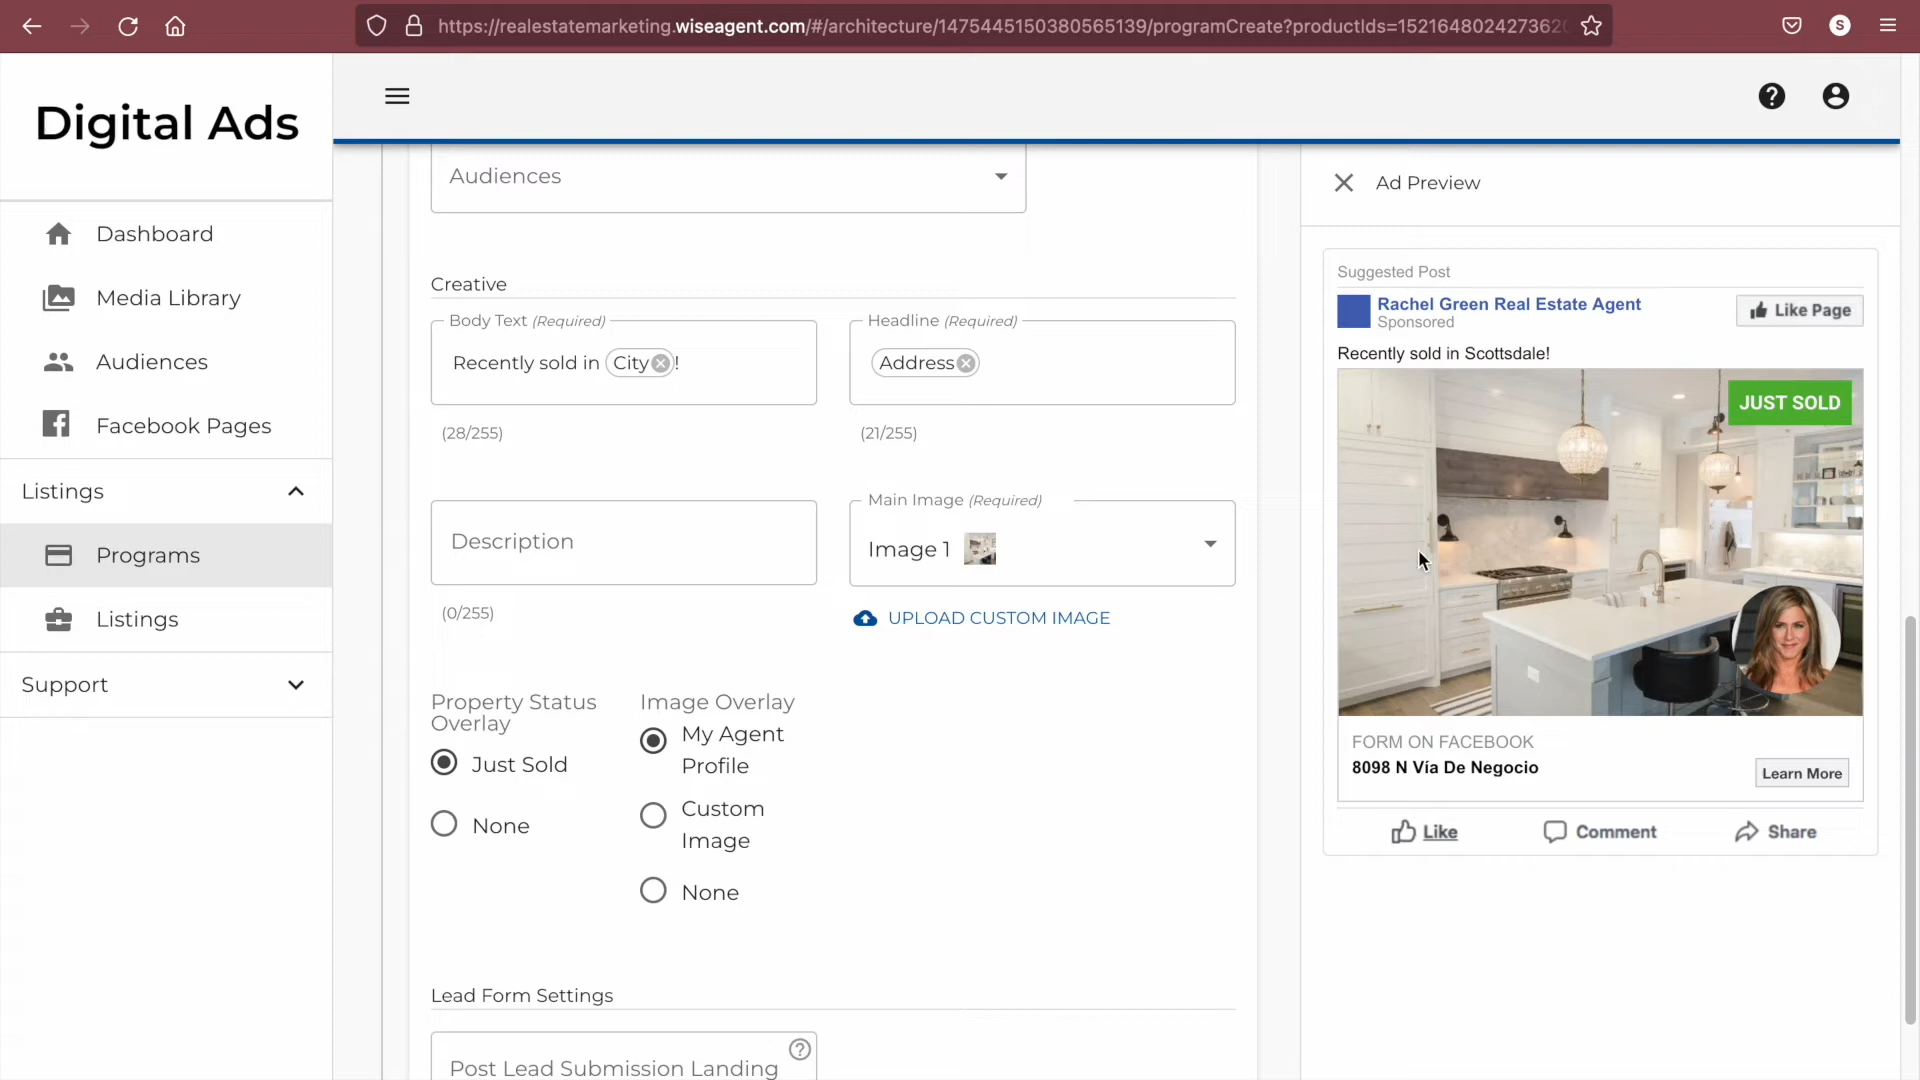 https://realestatemarketing.wiseagent.com/#/architecture/1475445150380565139/programCreate?productIds=1521648024273620
S
Digital Ads
Dashboard
Media Library
Audiences
Facebook Pages
Listings
Programs
Listings
Support
Audiences
Creative
Body Text (Required)
Recently sold in City!
(28/255)
Headline (Required)
Address
(21/255)
Description
(0/255)
Main Image (Required)
Image 1
UPLOAD CUSTOM IMAGE
Property Status
Overlay
Just Sold
None
Image Overlay
My Agent
Profile
Custom
Image
None
Lead Form Settings
Post Lead Submission Landing
Ad Preview
Suggested Post
Rachel Green Real Estate Agent
Sponsored
Like Page
Recently sold in Scottsdale!
JUST SOLD
FORM ON FACEBOOK
8098 N Vía De Negocio
Learn More
Like
Comment
Share